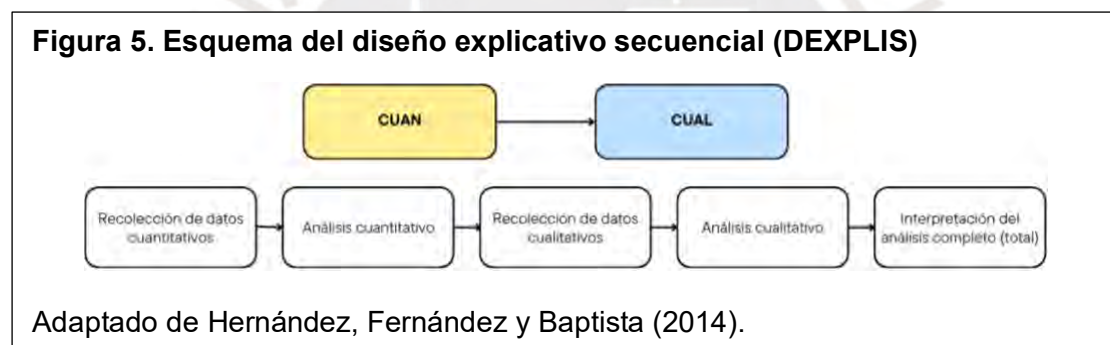 Figura 5. Esquema del diseño explicativo secuencial (DEXPLIS)
CUAN
CUAL
Recolección de datos
cuantitativos
Análisis cuantitativo
Recolección de datos
cualitativos
Análisis cualitativo
Interpretación del
análisis completo (total)
Adaptado de Hernández, Fernández y Baptista (2014).